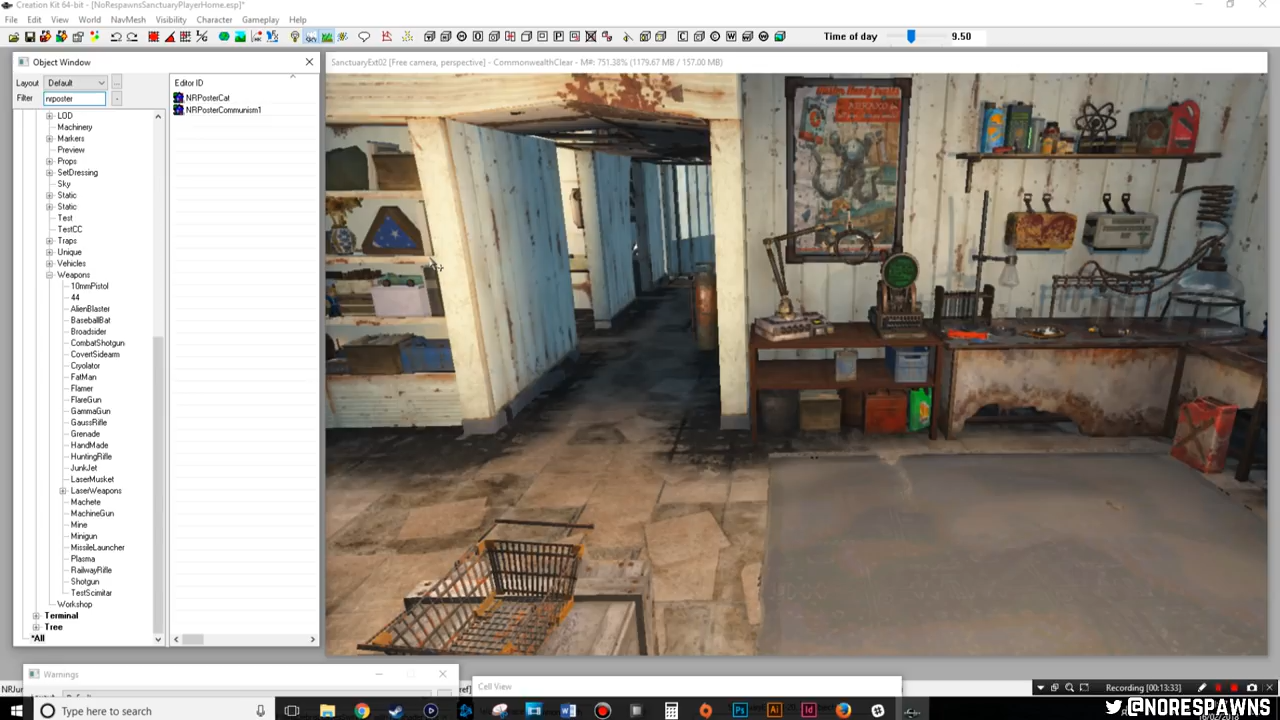 Creation Kit 64-bit - [NoRespawnsSanctuaryPlayerHome.esp]*
File Edit View World NavMesh Visibility Character Gameplay Help
Time of day 9.50
Object Window
SanctuaryExt02 [Free camera, perspective] - CommonwealthClear - M#: 751.38% (1179.67 MB / 157.00 MB)
Layout Default ...
Editor ID
Filter nrposter
NRPosterCat
NRPosterCommunism1
LOD
Machinery
Markers
Preview
Props
SetDressing
Sky
Static
Static
Test
TestCC
Traps
Unique
Vehicles
Weapons
10mmPistol
44
AlienBlaster
BaseballBat
Broadsider
CombatShotgun
CovertSidearm
Cryolator
FatMan
Flamer
FlareGun
GammaGun
GaussRifle
Grenade
HandMade
HuntingRifle
JunkJet
LaserMusket
LaserWeapons
Machete
MachineGun
Mine
Minigun
MissileLauncher
Plasma
RailwayRifle
Shotgun
TestScimitar
Workshop
Terminal
Tree
*All
Warnings
Cell View
Recording [00:13:33]
Type here to search
@NORESPAWNS